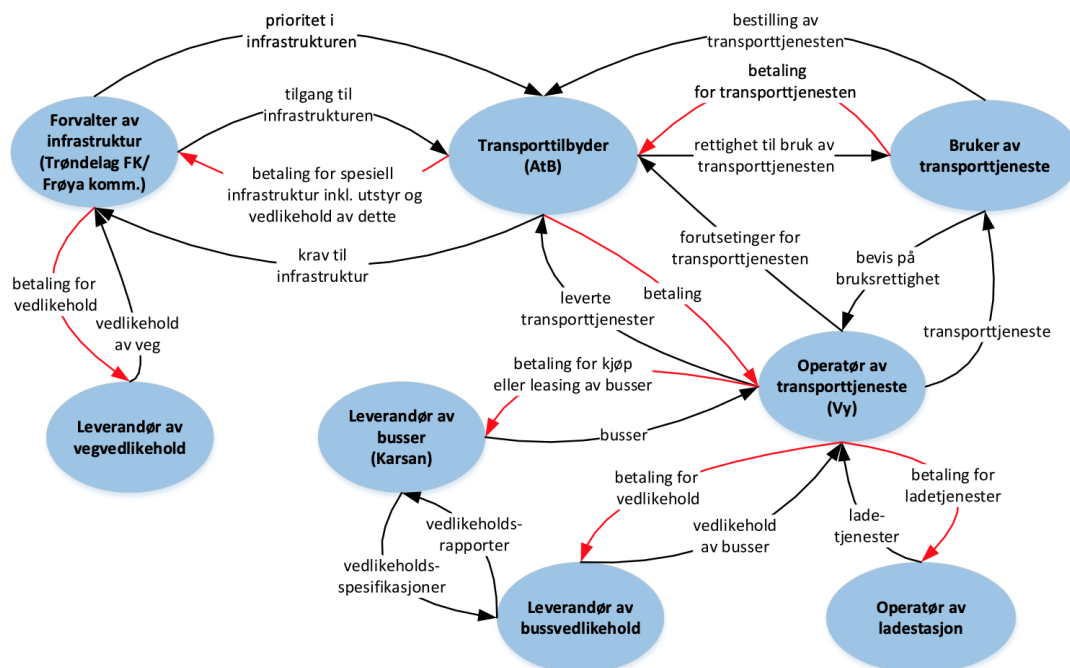 prioritet i
infrastrukturen
bestilling av
transporttjenesten
betaling
for transporttjenesten
tilgang til
infrastrukturen
Forvalter av
infrastruktur
(Trøndelag FK/
Frøya komm.)
Transporttilbyder
(AtB)
rettighet til bruk av
transporttjenesten
Bruker av
transporttjeneste
betaling for spesiell
infrastruktur inkl. utstyr og
vedlikehold av dette
krav til
infrastruktur
forutsetinger for
transporttjenesten
bevis på
bruksrettighet
betaling for
vedlikehold
vedlikehold
av veg
leverte
transporttjenester
betaling
transporttjeneste
betaling for kjøp
eller leasing av busser
Operatør av
transporttjeneste
(Vy)
Leverandør av
vegvedlikehold
Leverandør av
busser
(Karsan)
busser
betaling for
vedlikehold
betaling for
ladetjenester
vedlikeholds-
rapporter
vedlikehold
av busser
lade-
tjenester
vedlikeholds-
spesifikasjoner
Leverandør av
bussvedlikehold
Operatør av
ladestasjon